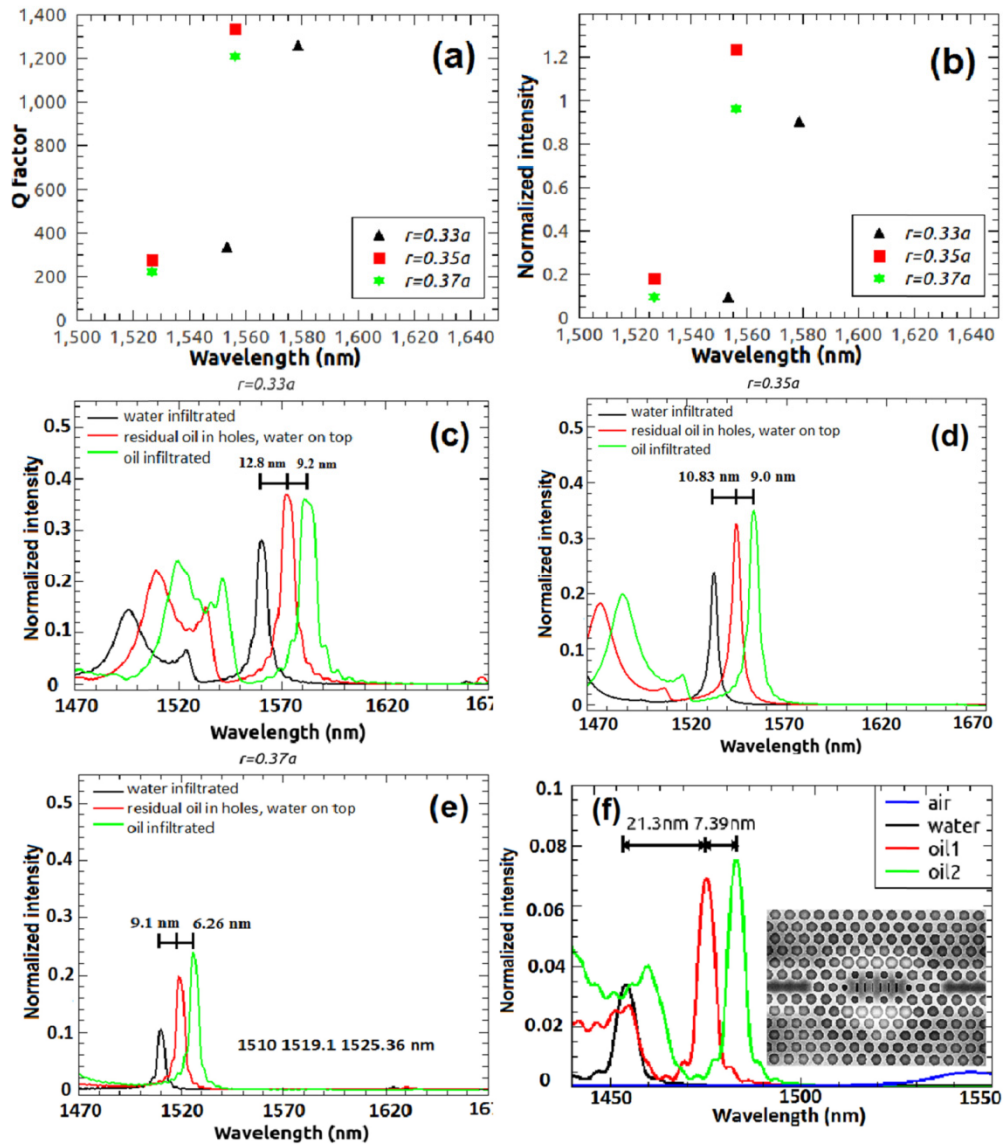 1,400
1,200
1,000
800
600
400
200
0
Q factor
(a)
r=0.33a
r=0.35a
r=0.37a
1,500 1,520 1,540 1,560 1,580 1,600 1,620 1,640
Wavelength (nm)
1.2
1
0.8
0.6
0.4
0.2
0
Normalized intensity
(b)
r=0.33a
r=0.35a
r=0.37a
1,500 1,520 1,540 1,560 1,580 1,600 1,620 1,640
Wavelength (nm)
r=0.33a
0.5
0.4
0.3
0.2
0.1
0
Normalized intensity
water infiltrated
residual oil in holes, water on top
oil infiltrated
(c)
12.8 nm 9.2 nm
1470 1520 1570 1620 167
Wavelength (nm)
r=0.35a
0.5
0.4
0.3
0.2
0.1
0
Normalized intensity
water infiltrated
residual oil in holes, water on top
oil infiltrated
(d)
10.83 nm 9.0 nm
1470 1520 1570 1620 1670
Wavelength (nm)
r=0.37a
0.5
0.4
0.3
0.2
0.1
0
Normalized intensity
water infiltrated
residual oil in holes, water on top
oil infiltrated
(e)
9.1 nm 6.26 nm
1510 1519.1 1525.36 nm
1470 1520 1570 1620 167
Wavelength (nm)
0.1
0.08
0.06
0.04
0.02
0
Normalized intensity
(f)
21.3nm 7.39nm
air
water
oil1
oil2
1450 1500 1550
Wavelength (nm)